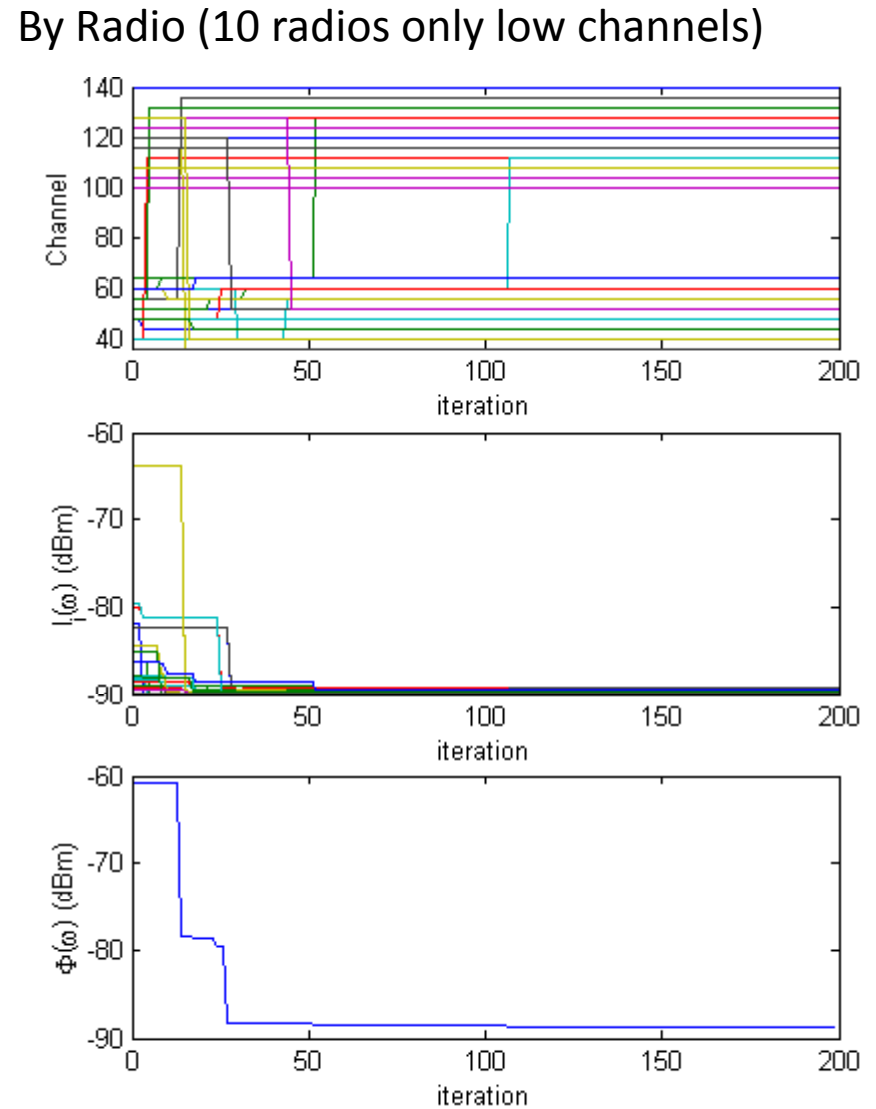 By Radio (10 radios only low channels)
140
120
100
80
60
40
Channel
0 50 100 150 200
iteration
-60
-70
-80
-90
I_i(ω) (dBm)
0 50 100 150 200
iteration
-60
-70
-80
-90
Φ(ω) (dBm)
0 50 100 150 200
iteration